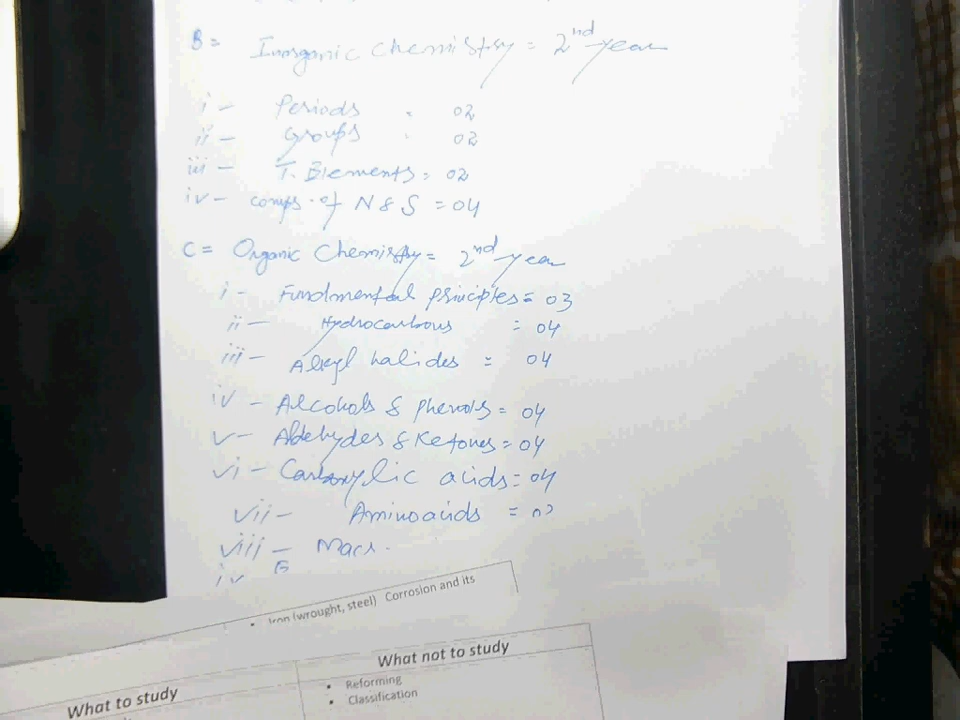 B = Inorganic Chemistry = 2nd year
i - Periods = 02
ii - Groups = 02
iii - T. Elements = 02
iv - comps. of N & S = 04
C = Organic Chemistry = 2nd year
i - Fundmental principles = 03
ii - Hydrocarbons = 04
iii - Alkyl halides = 04
iv - Alcohols & phenols = 04
v - Aldehydes & Ketones = 04
vi - Carboxylic acids = 04
vii - Aminoacids =
viii - Macr
iv E
• Iron (wrought, steel) Corrosion and its
What to study
What not to study
• Reforming
• Classification